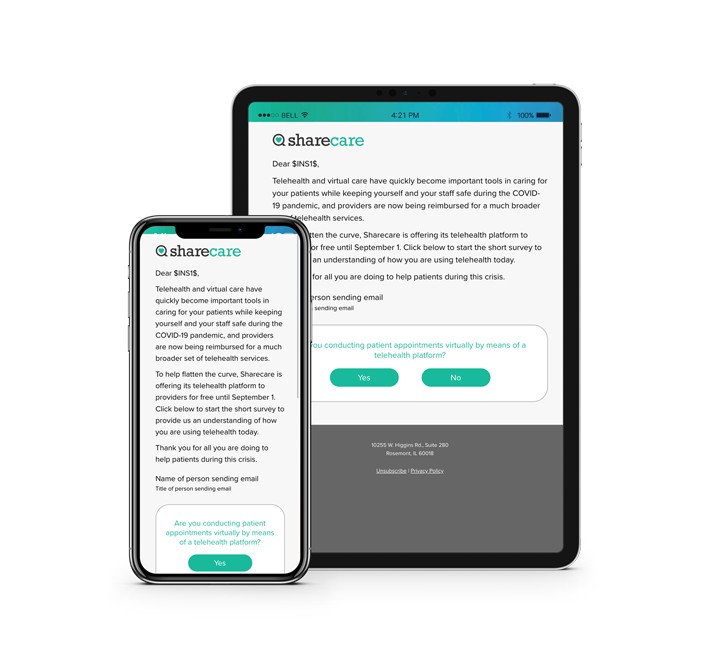 BELL 4:21 PM 100%
sharecare
Dear $INS1$,
Telehealth and virtual care have quickly become important tools in caring for
your patients while keeping yourself and your staff safe during the COVID-
19 pandemic, and providers are now being reimbursed for a much broader
telehealth services.
flatten the curve, Sharecare is offering its telehealth platform to
for free until September 1. Click below to start the short survey to
an understanding of how you are using telehealth today.
for all you are doing to help patients during this crisis.
person sending email
sending email
you conducting patient appointments virtually by means of a
telehealth platform?
Yes No
10255 W. Higgins Rd., Suite 280
Rosemont, IL 60018
Unsubscribe | Privacy Policy
sharecare
Dear $INS1$,
Telehealth and virtual care have
quickly become important tools in
caring for your patients while keeping
yourself and your staff safe during the
COVID-19 pandemic, and providers
are now being reimbursed for a much
broader set of telehealth services.
To help flatten the curve, Sharecare is
offering its telehealth platform to
providers for free until September 1.
Click below to start the short survey to
provide us an understanding of how
you are using telehealth today.
Thank you for all you are doing to
help patients during this crisis.
Name of person sending email
Title of person sending email
Are you conducting patient
appointments virtually by means
of a telehealth platform?
Yes